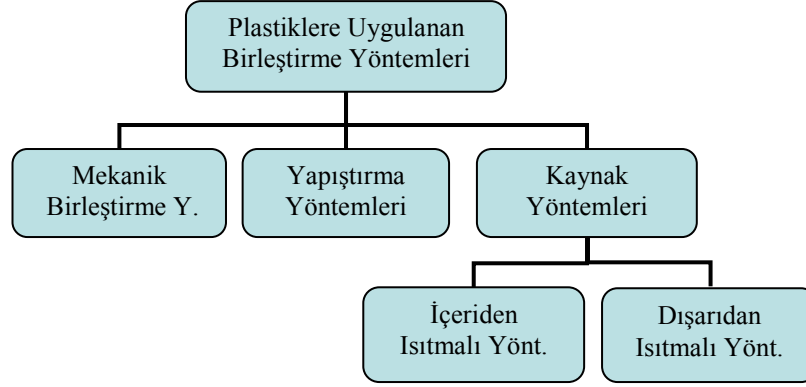 Plastiklere Uygulanan
Birleştirme Yöntemleri
Mekanik
Birleştirme Y.
Yapıştırma
Yöntemleri
Kaynak
Yöntemleri
İçeriden
Isıtmalı Yönt.
Dışarıdan
Isıtmalı Yönt.